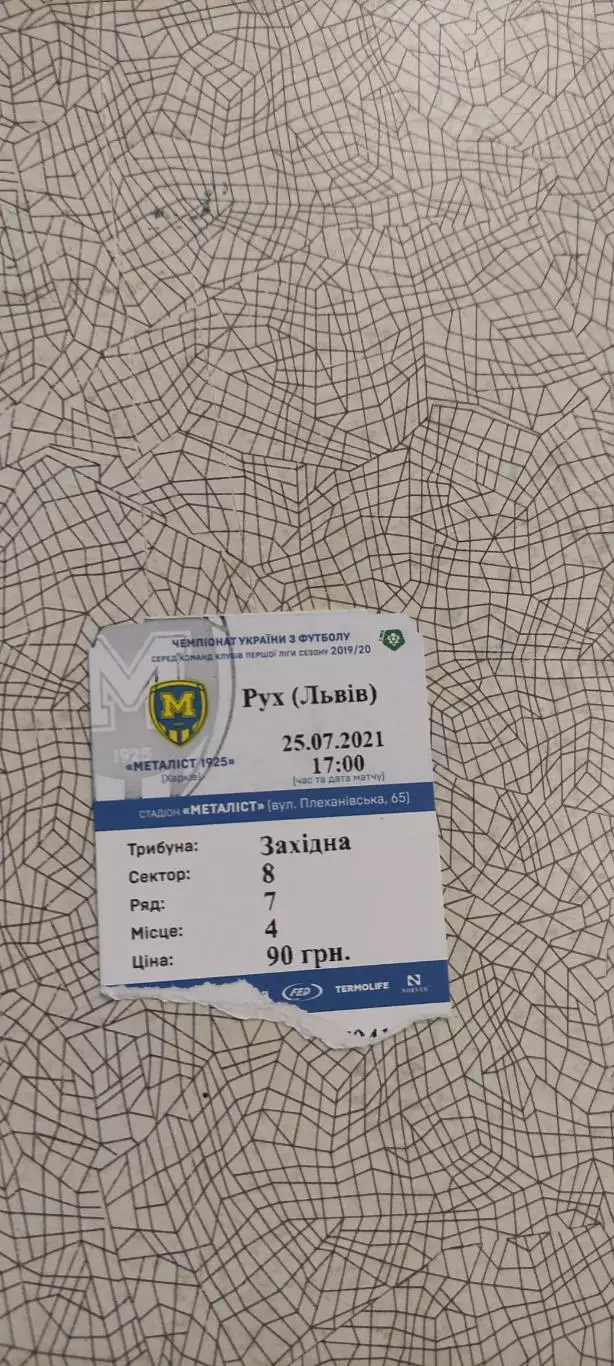 ЧЕМПІОНАТ УКРАЇНИ З ФУТБОЛУ
СЕРЕД КОМАНД КЛУБІВ ПЕРШОЇ ЛІГИ СЕЗОНУ 2019/20
M
M
1925
Рух (Львів)
«МЕТАЛІСТ 1925»
(Харків)
25.07.2021
17:00
(час та дата матчу)
СТАДІОН «МЕТАЛІСТ» (вул. Плеханівська, 65)
Трибуна: Західна
Сектор: 8
Ряд: 7
Місце: 4
Ціна: 90 грн.
FED TERMOLIFE N